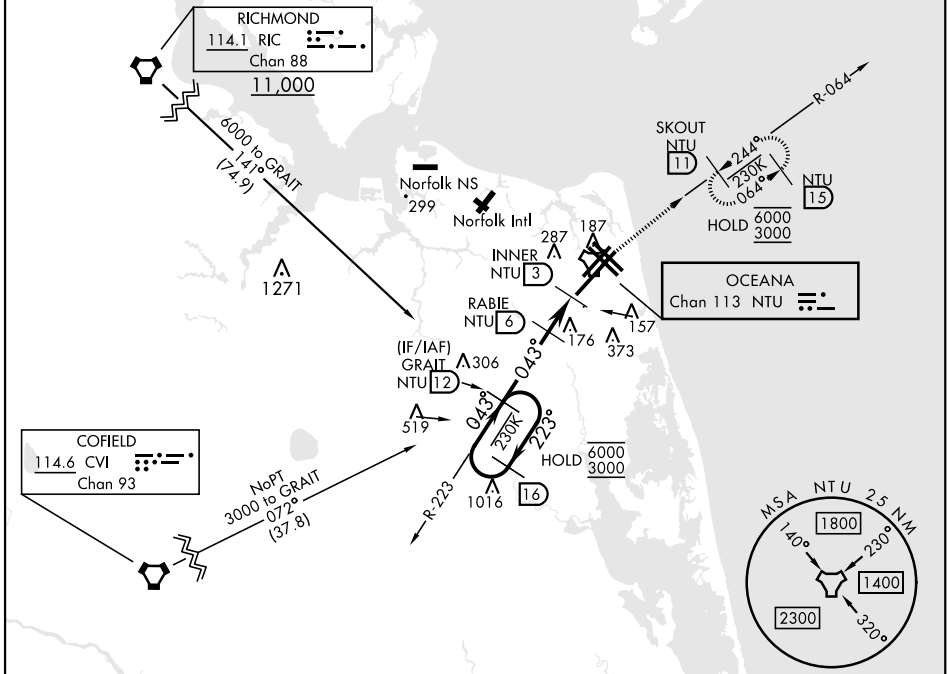 RICHMOND
114.1 RIC
Chan 88
11,000
6000 to GRAIT
141°
(74.9)
Norfolk NS
299
Norfolk Intl
1271
SKOUT
NTU
11
R-064
244°
230K
064°
NTU
15
HOLD 6000
3000
287
187
INNER
NTU 3
OCEANA
Chan 113 NTU
RABIE
NTU 6
157
176
373
(IF/IAF)
GRAIT
NTU 12
306
043°
043°
519
230K
223°
HOLD 6000
3000
16
1016
R-223
COFIELD
114.6 CVI
Chan 93
NoPT
3000 to GRAIT
072°
(37.8)
MSA NTU 25 NM
1800
140°
230°
1400
2300
320°